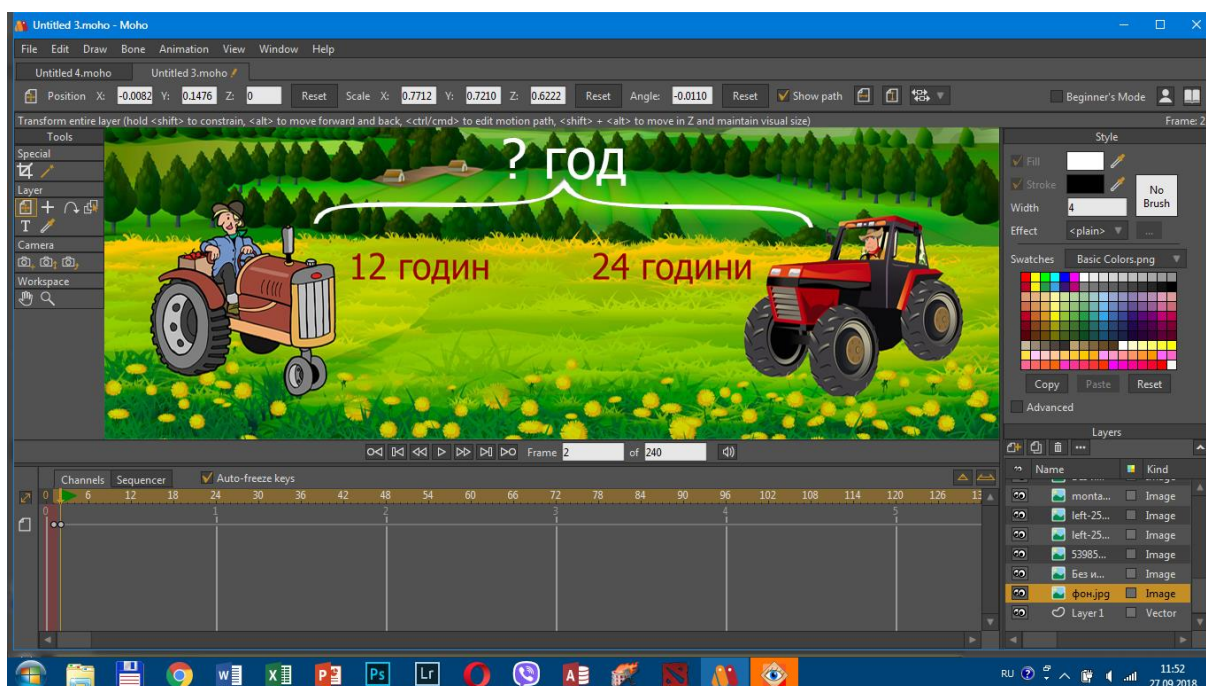 Untitled 3.moho - Moho
File Edit Draw Bone Animation View Window Help
Untitled 4.moho Untitled 3.moho
Position X: -0.0082 Y: 0.1476 Z: 0 Reset Scale X: 0.7712 Y: 0.7210 Z: 0.6222 Reset Angle: -0.0110 Reset Show path Beginner's Mode
Transform entire layer (hold <shift> to constrain, <alt> to move forward and back, <ctrl/cmd> to edit motion path, <shift> + <alt> to move in Z and maintain visual size) Frame: 2
Tools
Special
Layer
T
Camera
Workspace
? год
12 годин 24 години
Style
Fill
Stroke
No Brush
Width 4
Effect <plain> ...
Swatches Basic Colors.png
Copy Paste Reset
Advanced
Layers
Name Kind
monta... Image
left-25... Image
left-25... Image
53985... Image
Без и... Image
фон.jpg Image
Layer 1 Vector
Frame 2 of 240
Channels Sequencer Auto-freeze keys
0 6 12 18 24 30 36 42 48 54 60 66 72 78 84 90 96 102 108 114 120 126
0 1 2 3 4 5
RU 11:52
27.09.2018